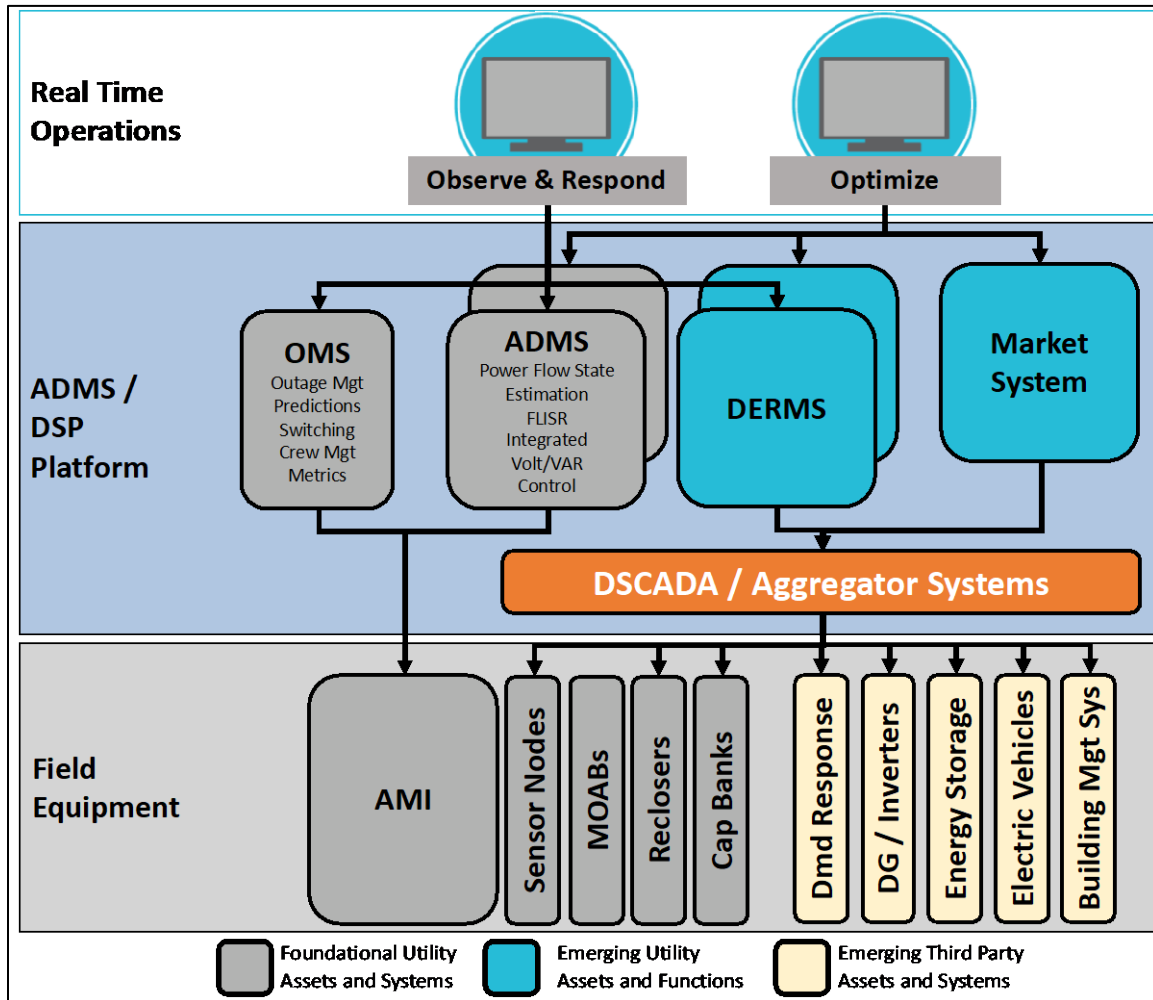 Real Time
Operations
Observe & Respond
Optimize
ADMS /
DSP
Platform
OMS
Outage Mgt
Predictions
Switching
Crew Mgt
Metrics
ADMS
Power Flow State
Estimation
FLISR
Integrated
Volt/VAR
Control
DERMS
Market
System
DSCADA / Aggregator Systems
Field
Equipment
AMI
Sensor Nodes
MOABs
Reclosers
Cap Banks
Dmd Response
DG / Inverters
Energy Storage
Electric Vehicles
Building Mgt Sys
Foundational Utility
Assets and Systems
Emerging Utility
Assets and Functions
Emerging Third Party
Assets and Systems